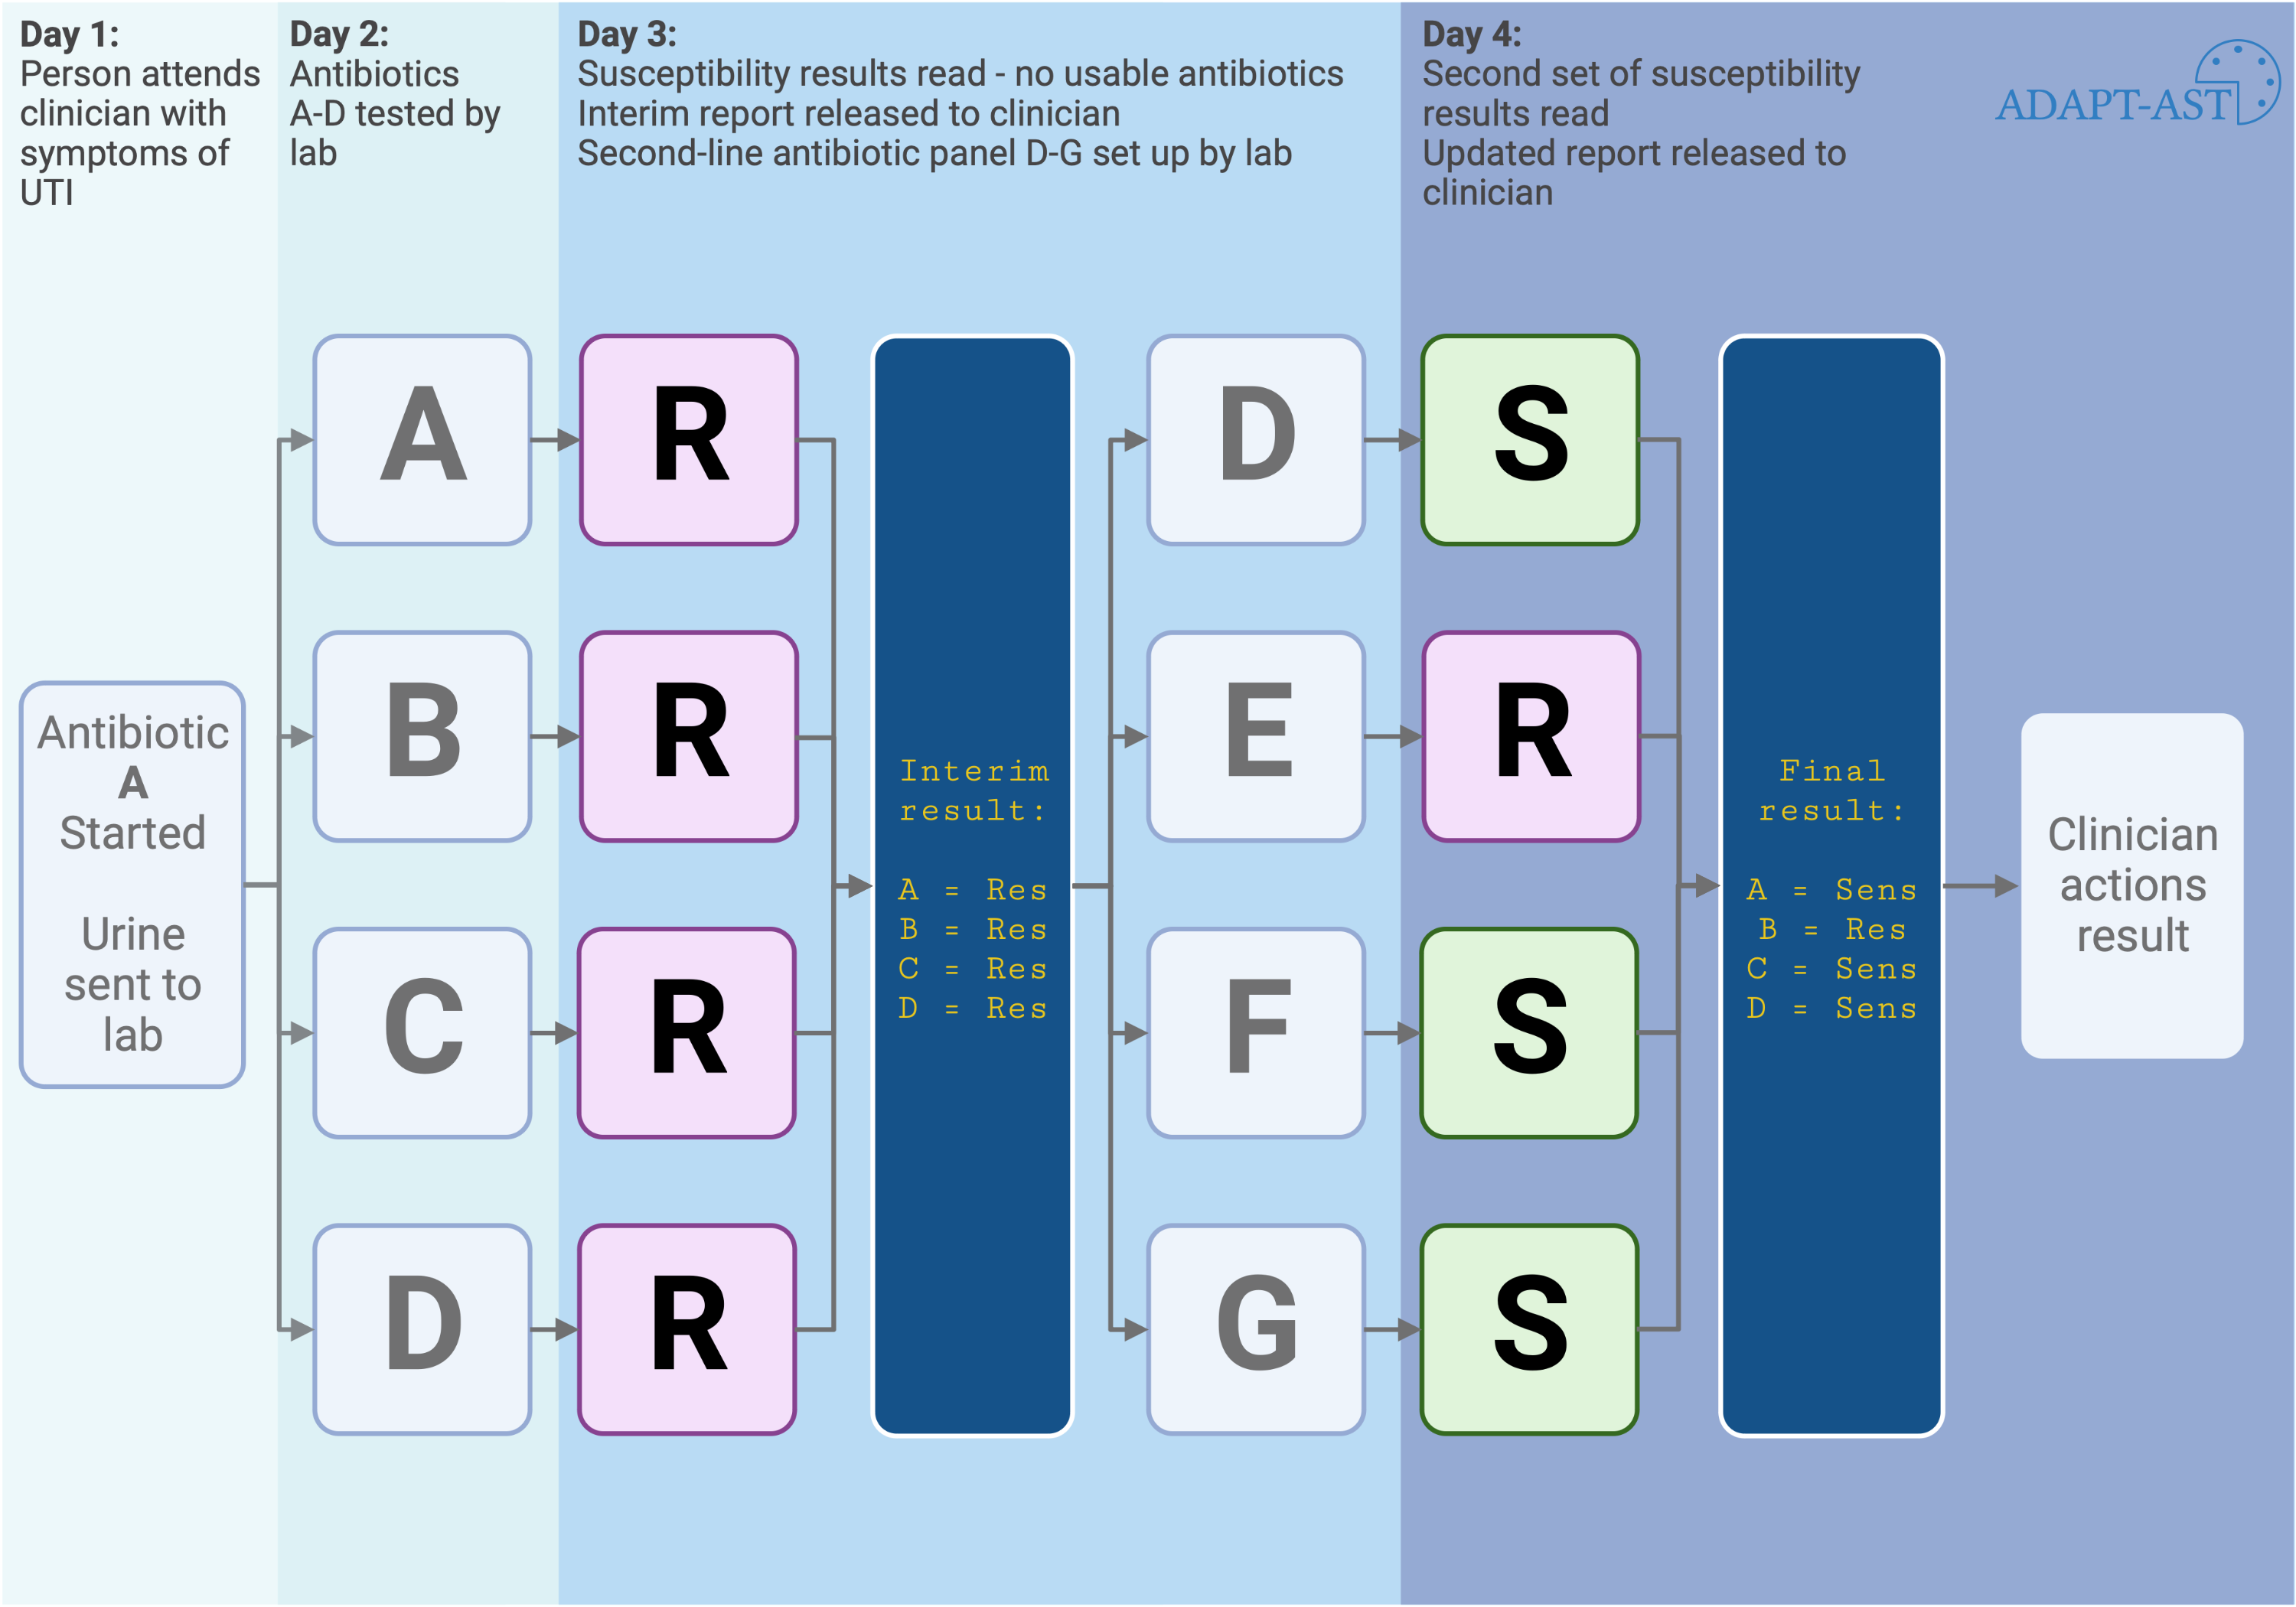 Day 1:
Person attends
clinician with
symptoms of
UTI
Day 2:
Antibiotics
A-D tested by
lab
Day 3:
Susceptibility results read - no usable antibiotics
Interim report released to clinician
Second-line antibiotic panel D-G set up by lab
Day 4:
Second set of susceptibility
results read
Updated report released to
clinician
ADAPT-AST
Antibiotic
A
Started
Urine
sent to
lab
A
B
C
D
R
R
R
R
Interim
result:
A = Res
B = Res
C = Res
D = Res
D
E
F
G
S
R
S
S
Final
result:
A = Sens
B = Res
C = Sens
D = Sens
Clinician
actions
result